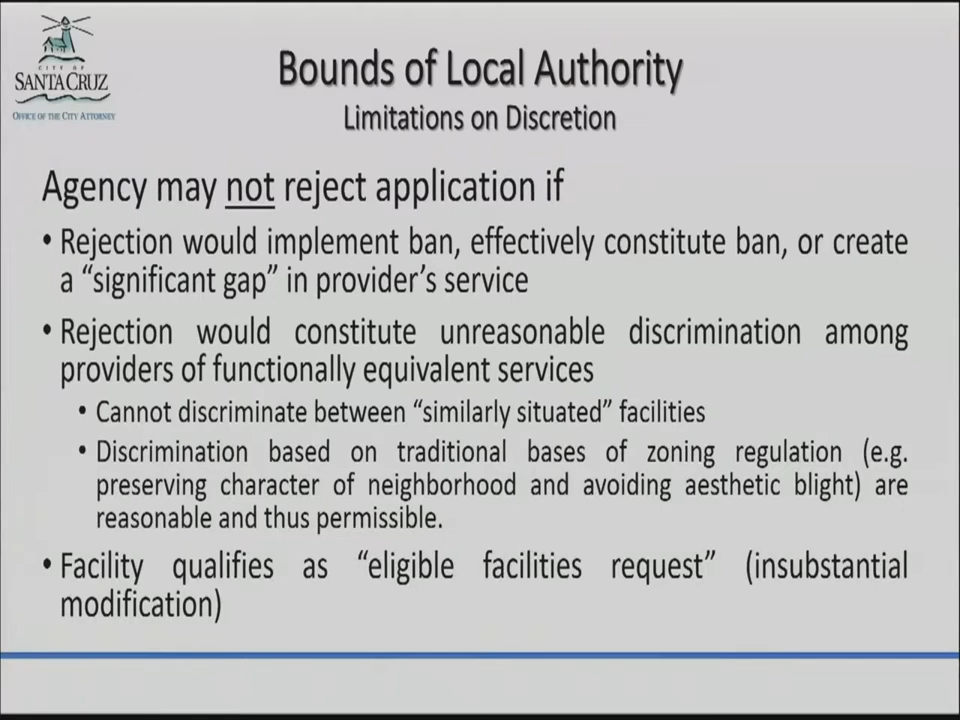 CITY OF
SANTA CRUZ
OFFICE OF THE CITY ATTORNEY
Bounds of Local Authority
Limitations on Discretion
Agency may not reject application if
• Rejection would implement ban, effectively constitute ban, or create
a “significant gap” in provider’s service
• Rejection would constitute unreasonable discrimination among
providers of functionally equivalent services
• Cannot discriminate between “similarly situated” facilities
• Discrimination based on traditional bases of zoning regulation (e.g.
preserving character of neighborhood and avoiding aesthetic blight) are
reasonable and thus permissible.
• Facility qualifies as “eligible facilities request” (insubstantial
modification)